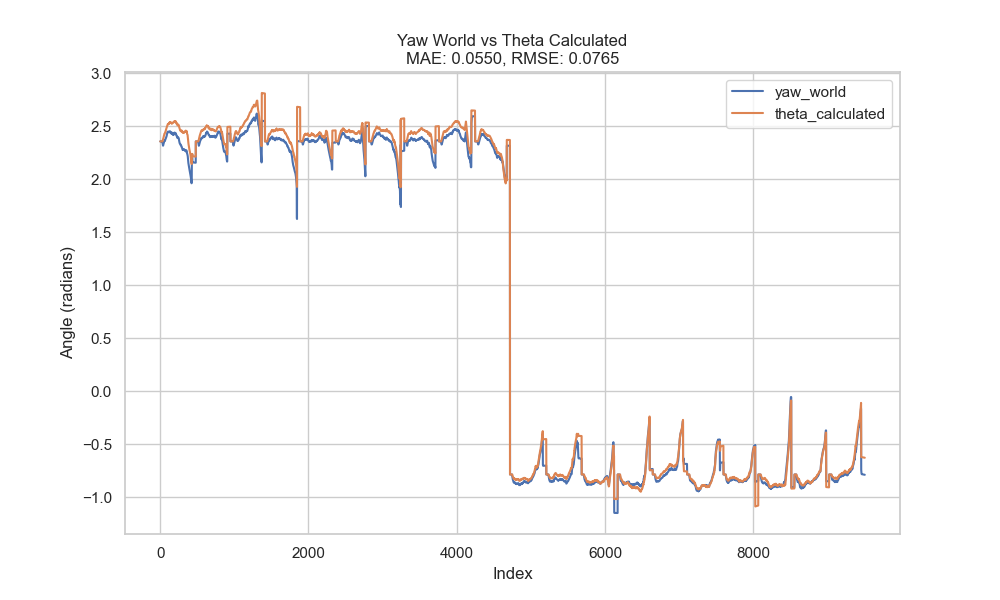 Yaw World vs Theta Calculated
MAE: 0.0550, RMSE: 0.0765
yaw_world
theta_calculated
Angle (radians)
3.0
2.5
2.0
1.5
1.0
0.5
0.0
−0.5
−1.0
0
2000
4000
6000
8000
Index